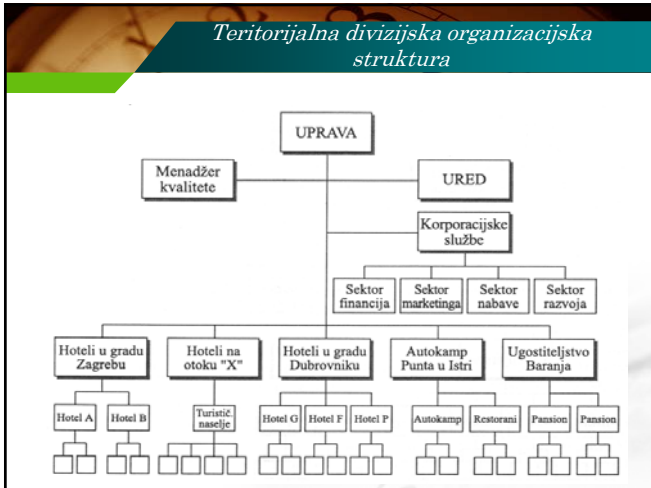 Teritorijalna divizijska organizacijska
struktura
UPRAVA
Menadžer
kvalitete
URED
Korporacijske
službe
Sektor
financija
Sektor
marketinga
Sektor
nabave
Sektor
razvoja
Hoteli u gradu
Zagrebu
Hoteli na
otoku "X"
Hoteli u gradu
Dubrovniku
Autokamp
Punta u Istri
Ugostiteljstvo
Baranja
Hotel A
Hotel B
Turistič.
naselje
Hotel G
Hotel F
Hotel P
Autokamp
Restorani
Pansion
Pansion